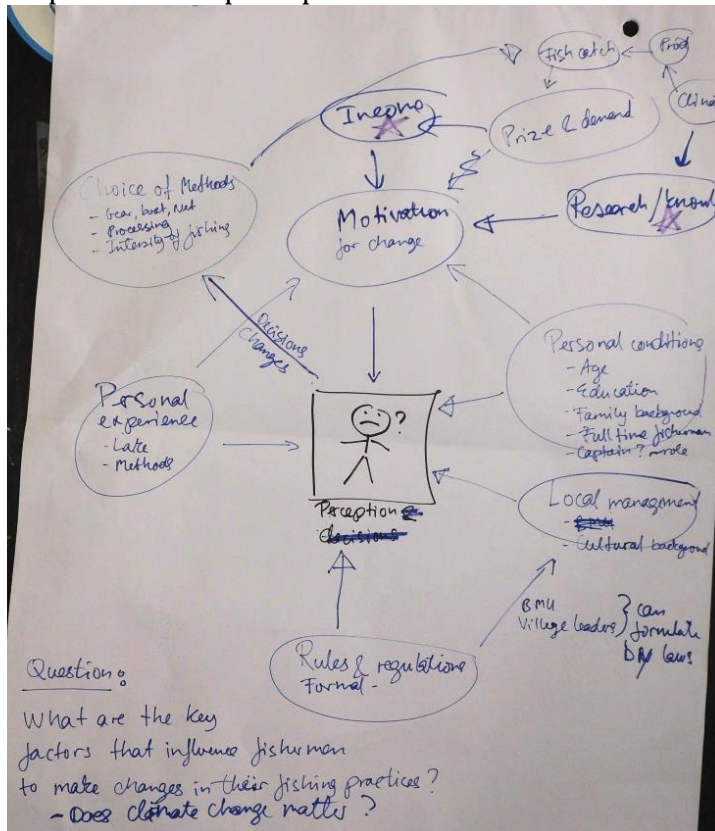 Fish catch
Prod
Clima
Income
Prize & demand
Choice of Methods
- Gear, boat, Net
- Processing
- Intensity of fishing
Motivation
for change
Research/knowl
Decisions
Changes
Personal conditions
- Age
- Education
- Family background
- Full time fisherman
- Captain? role
Personal
experience
- Lake
- Methods
?
Perception
decisions
Local management
- BMU
- Cultural background
BMU
Village leaders } can
formulate
by laws
Rules & regulations
Formal -
Question:
What are the key
factors that influence fishermen
to make changes in their fishing practices?
- Does climate change matter?